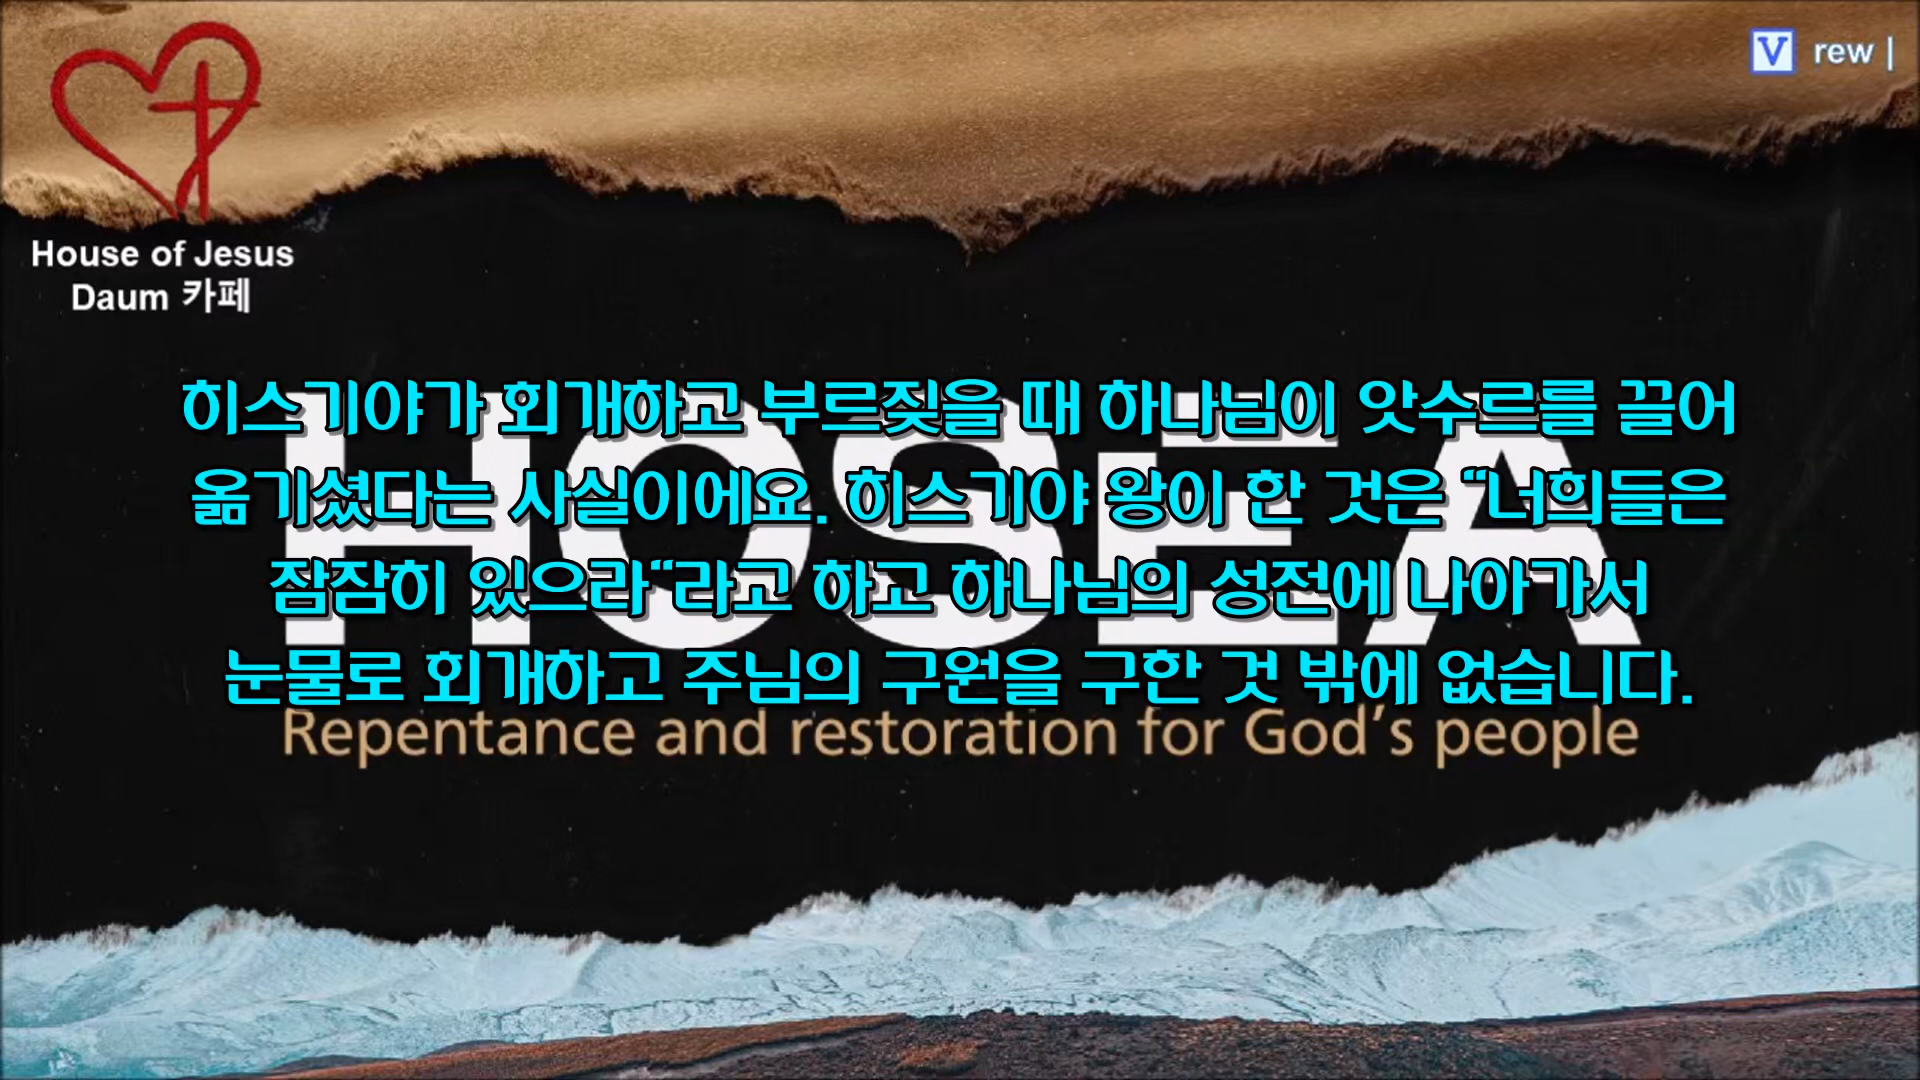 V rew |
House of Jesus
Daum 카페
히스기야가 회개하고 부르짖을 때 하나님이 앗수르를 끌어
옮기셨다는 사실이에요. 히스기야 왕이 한 것은 “너희들은
잠잠히 있으라“라고 하고 하나님의 성전에 나아가서
눈물로 회개하고 주님의 구원을 구한 것 밖에 없습니다.
HOSEA
Repentance and restoration for God’s people